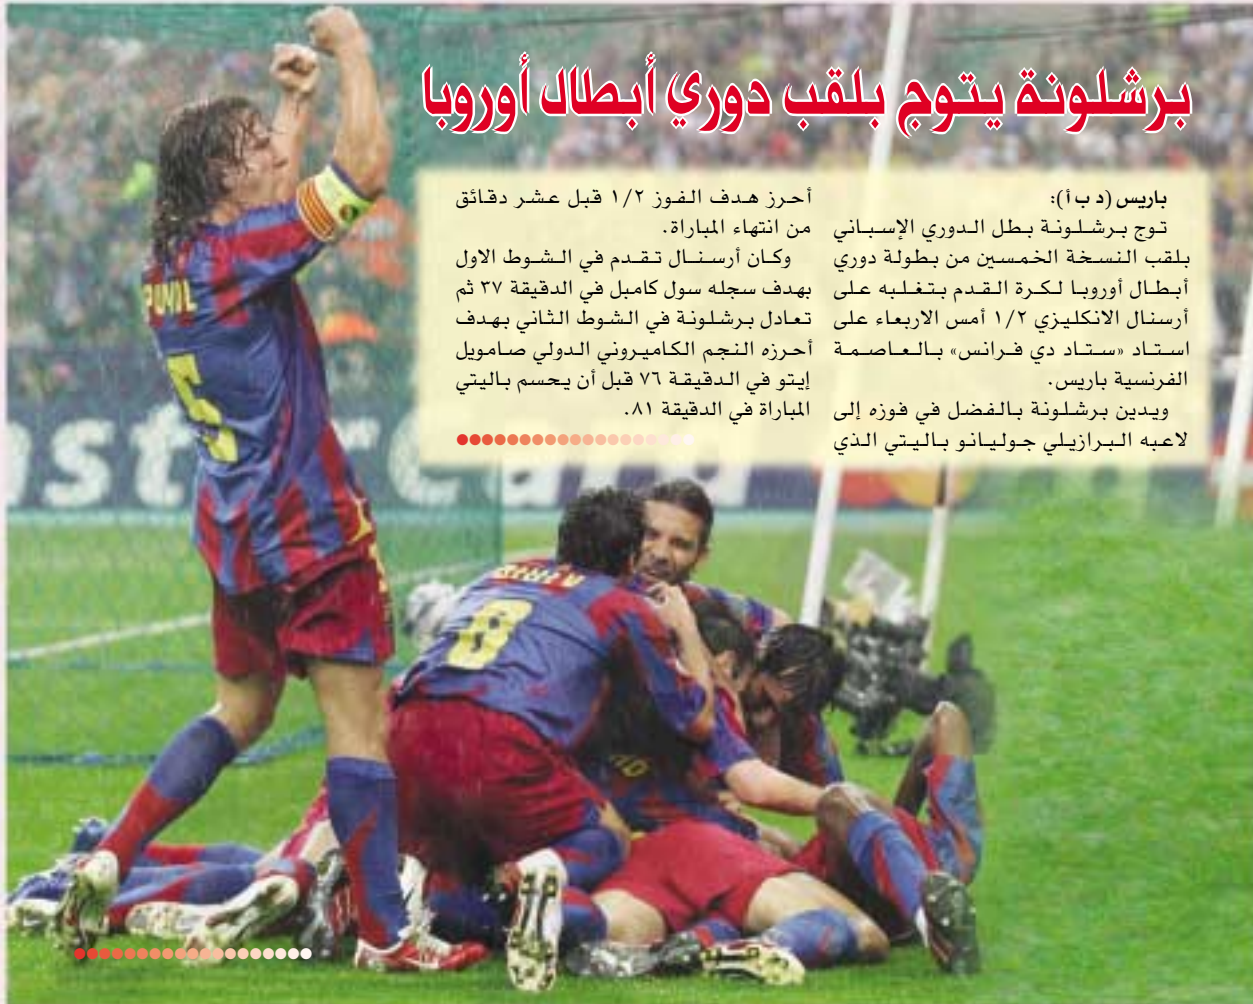 برشلونة يتوج بلقب دوري أبطال أوروبا
باريس (د ب أ):
توج برشلونة بطل الدوري الإسباني
بلقب النسخة الخمسين من بطولة دوري
أبطال أوروبا لكرة القدم بتغلبه على
أرسنال الانكليزي ١/٢ أمس الاربعاء على
استاد «ستاد دي فرانس» بالعاصمة
الفرنسية باريس.
ويدين برشلونة بالفضل في فوزه إلى
لاعبه البرازيلي جوليانو باليتي الذي
أحرز هدف الفوز ١/٢ قبل عشر دقائق
من انتهاء المباراة.
وكان أرسنال تقدم في الشوط الاول
بهدف سجله سول كامبل في الدقيقة ٣٧ ثم
تعادل برشلونة في الشوط الثاني بهدف
أحرزه النجم الكاميروني الدولي صامويل
إيتو في الدقيقة ٧٦ قبل أن يحسم باليتي
المباراة في الدقيقة ٨١.
PUYOL
5
8